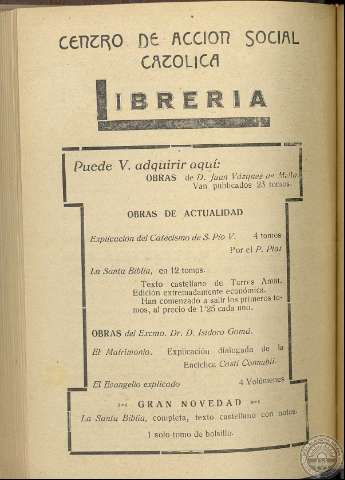 CENTRO DE ACCION SOCIAL
CATOLICA
LIBRERIA
Puede V. adquirir aquí:
OBRAS de D. Juan Vázquez de Mella.
Van publicados 23 tomos.
OBRAS DE ACTUALIDAD
Explicación del Catecismo de S. Pío V. 4 tomos
Por el P. Plat
La Santa Biblia, en 12 tomos.
Texto castellano de Torres Amat.
Edición extremadamente económica.
Han comenzado a salir los primeros to-
mos, al precio de 1'25 cada uno.
OBRAS del Excmo. Dr. D. Isidoro Gomá.
El Matrimonio. Explicación dialogada de la
Encíclica Casti Connubii.
El Evangelio explicado 4 Volúmenes
GRAN NOVEDAD
La Santa Biblia, completa, texto castellano con notas.
1 solo tomo de bolsillo.